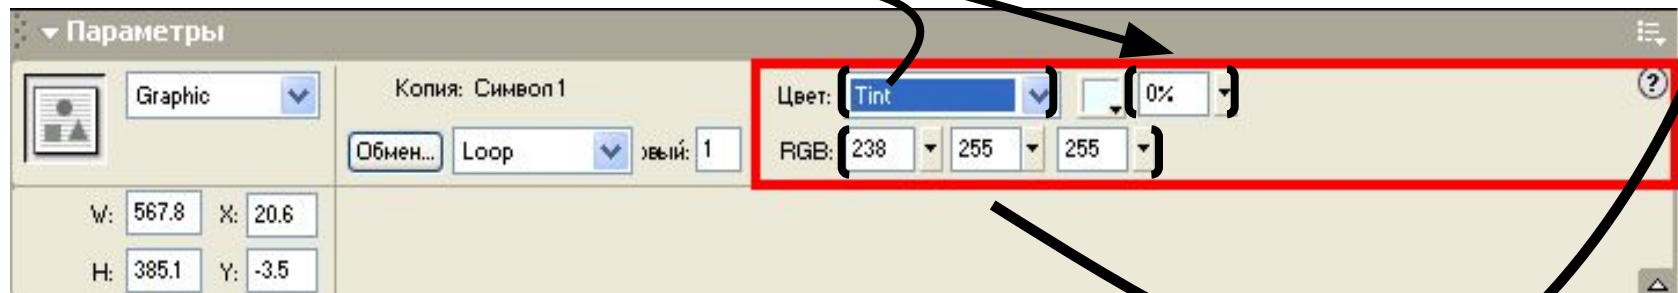 Параметры
Graphic Копия: Символ1 Цвет: Tint 0% ?
Обмен... Loop овый: 1 RGB: 238 255 255
W: 567.8 X: 20.6
H: 385.1 Y: -3.5